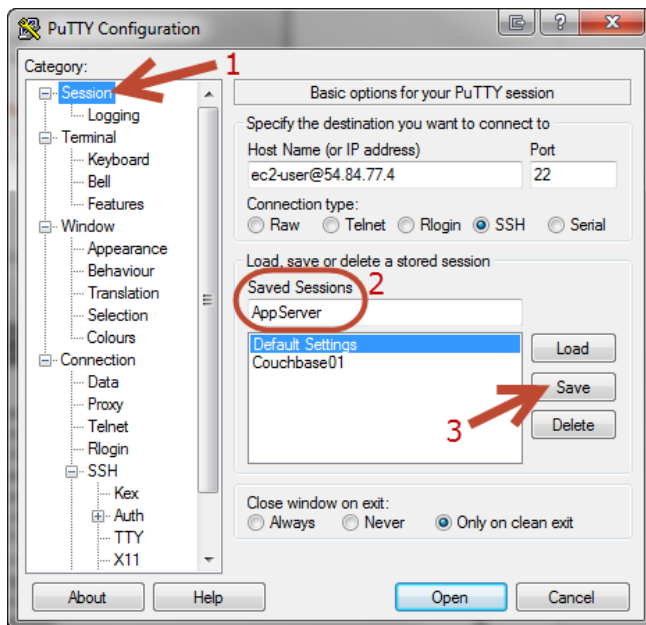 PuTTY Configuration
Category:
1
Session
Logging
Terminal
Keyboard
Bell
Features
Window
Appearance
Behaviour
Translation
Selection
Colours
Connection
Data
Proxy
Telnet
Rlogin
SSH
Kex
Auth
TTY
X11
Basic options for your PuTTY session
Specify the destination you want to connect to
Host Name (or IP address) Port
ec2-user@54.84.77.4 22
Connection type:
Raw Telnet Rlogin SSH Serial
Load, save or delete a stored session
Saved Sessions 2
AppServer
Default Settings
Couchbase01
Load
Save
3
Delete
Close window on exit:
Always Never Only on clean exit
About Help Open Cancel